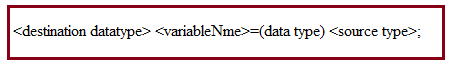 <destination datatype> <variableNme>=(data type) <source type>;